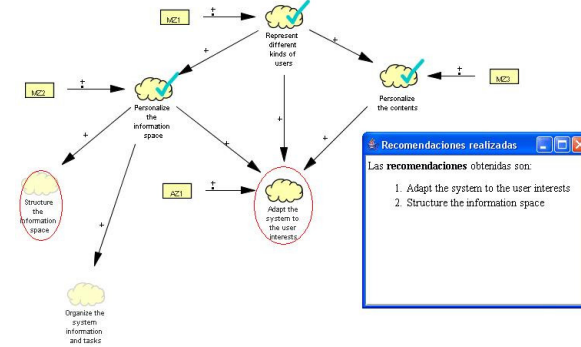 MZ1
+
Represent
different
kinds of
users
+
+
+
MZ2
+
Personalize
the
information
space
Personalize
the contents
+
MZ3
+
+
+
+
Structure
the
information
space
AZ1
+
Adapt the
system to
the user
interests
Organize the
system
information
and tasks
Recomendaciones realizadas
Las recomendaciones obtenidas son:
1. Adapt the system to the user interests
2. Structure the information space